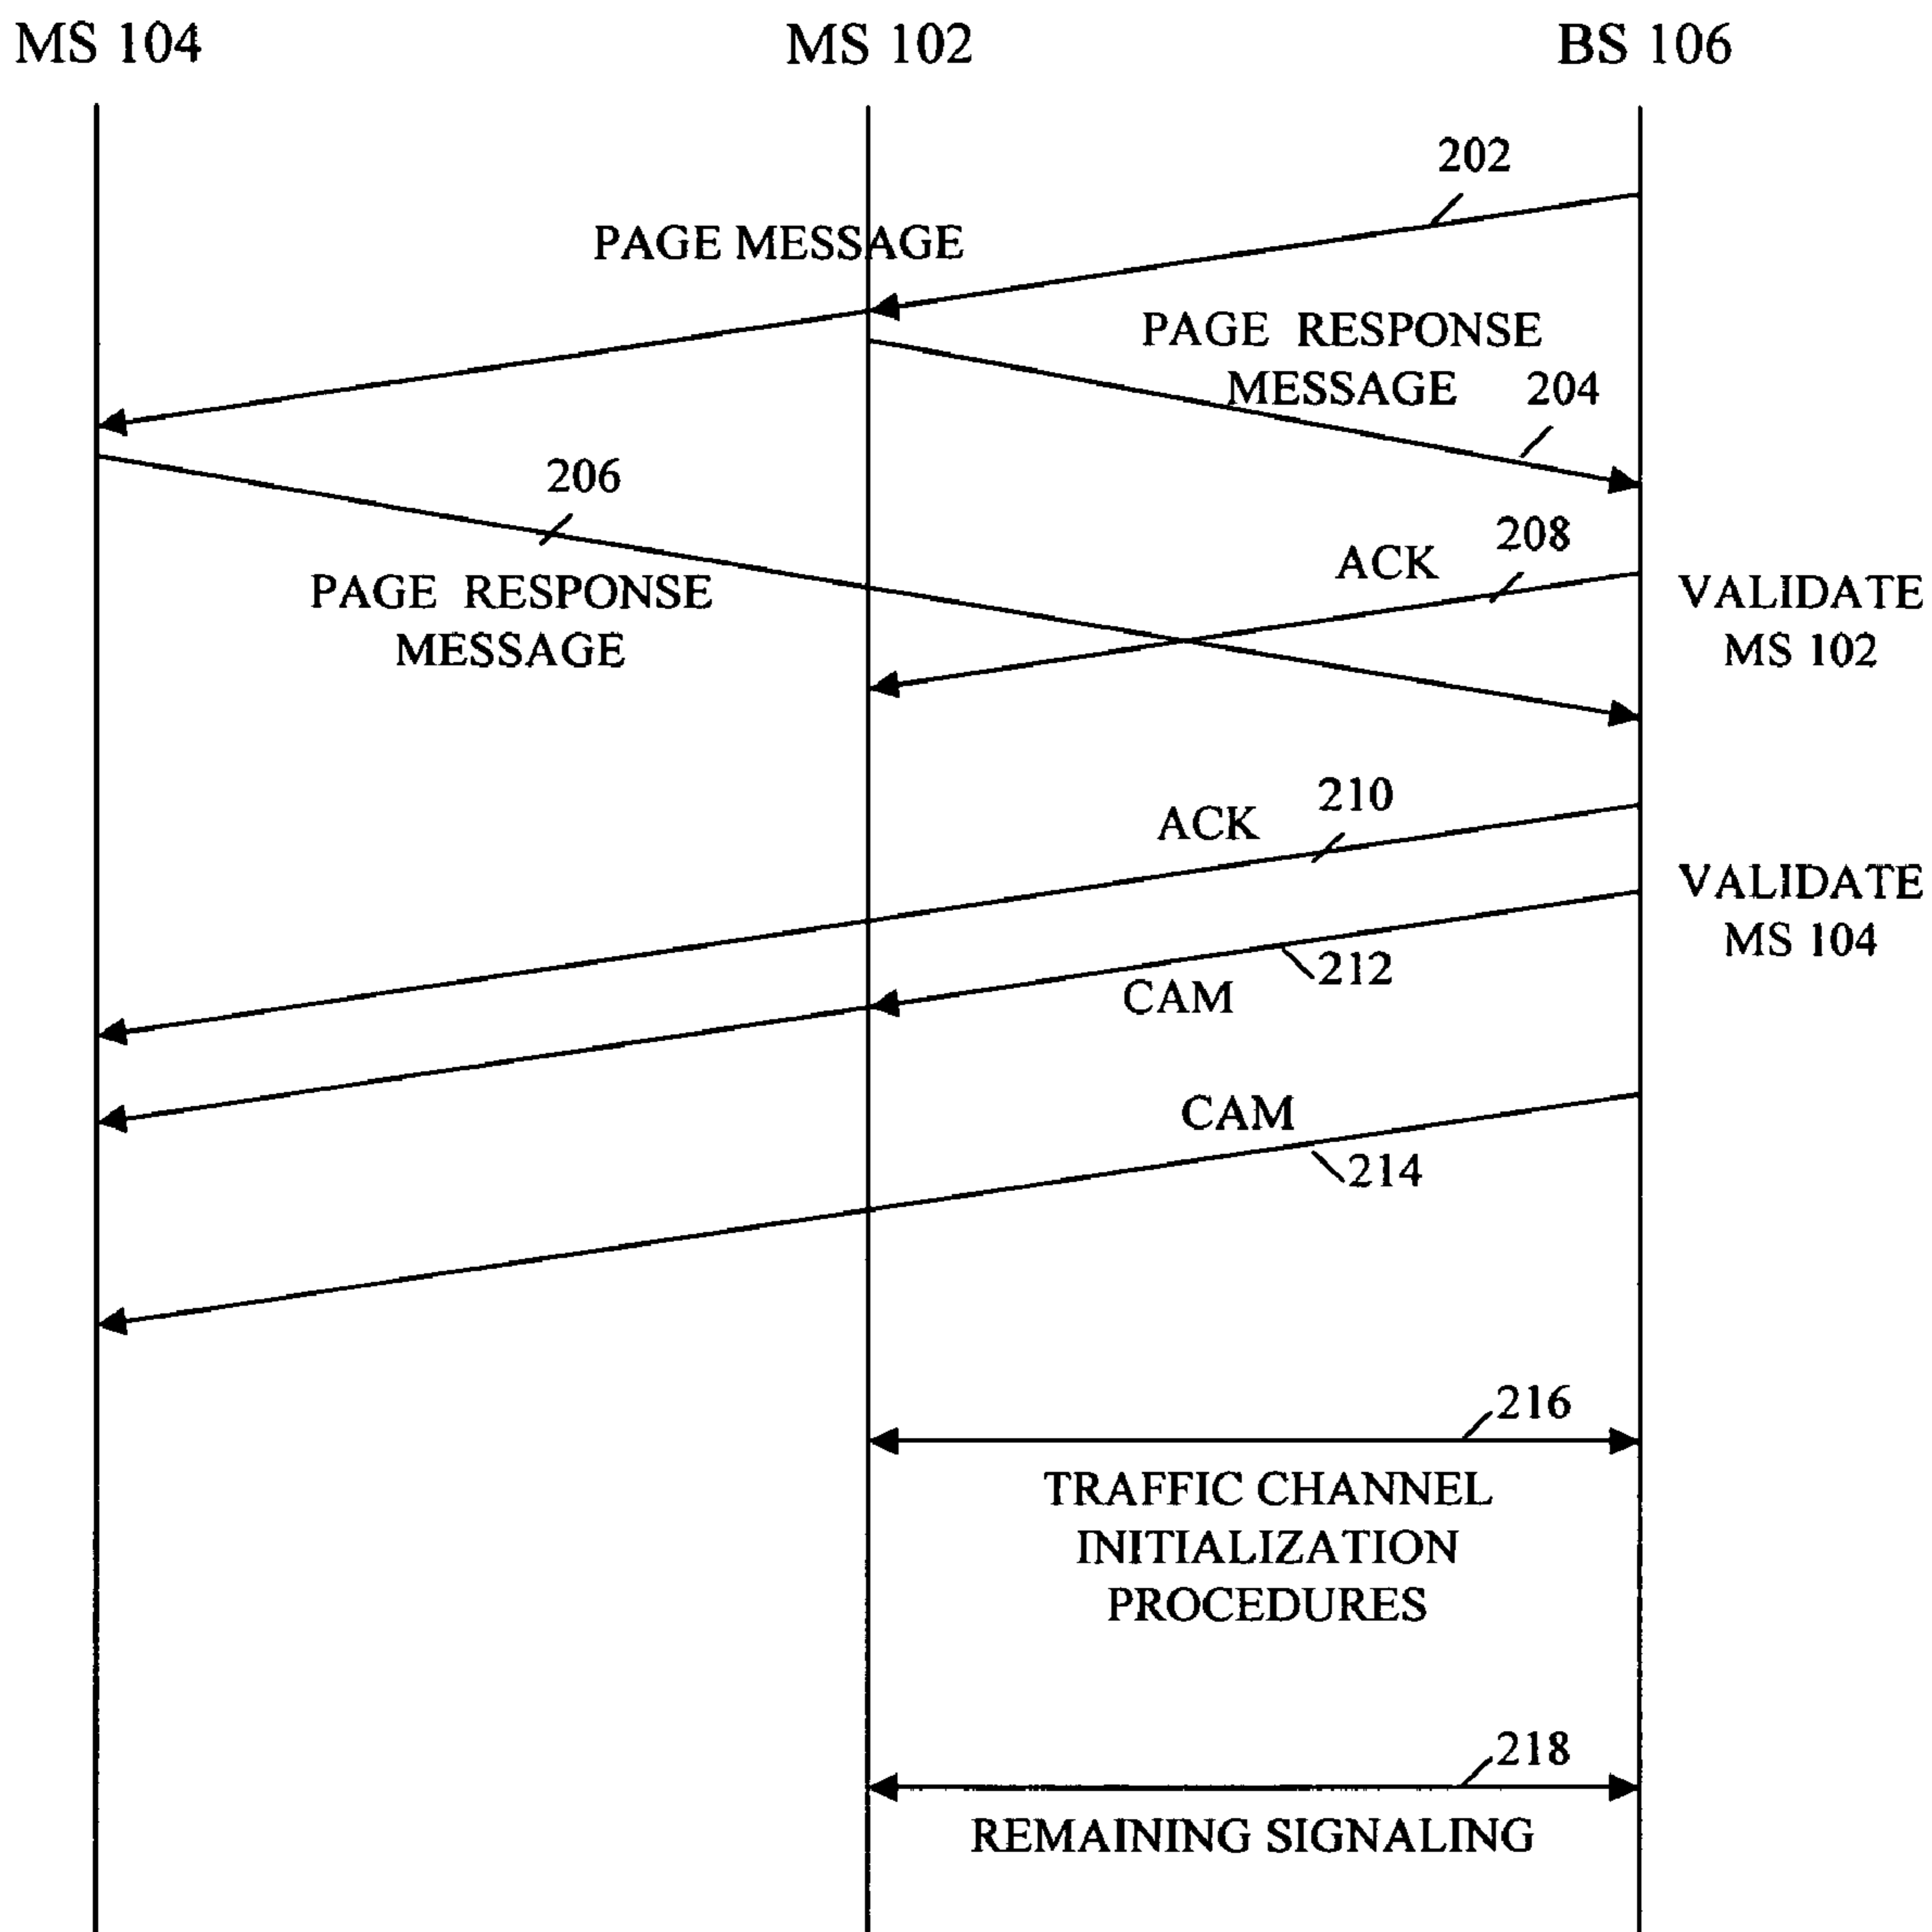 MS 104
MS 102
BS 106
202
PAGE MESSAGE
PAGE RESPONSE
MESSAGE
204
206
PAGE RESPONSE
MESSAGE
ACK
208
VALIDATE
MS 102
210
ACK
VALIDATE
MS 104
212
CAM
CAM
214
216
TRAFFIC CHANNEL
INITIALIZATION
PROCEDURES
218
REMAINING SIGNALING